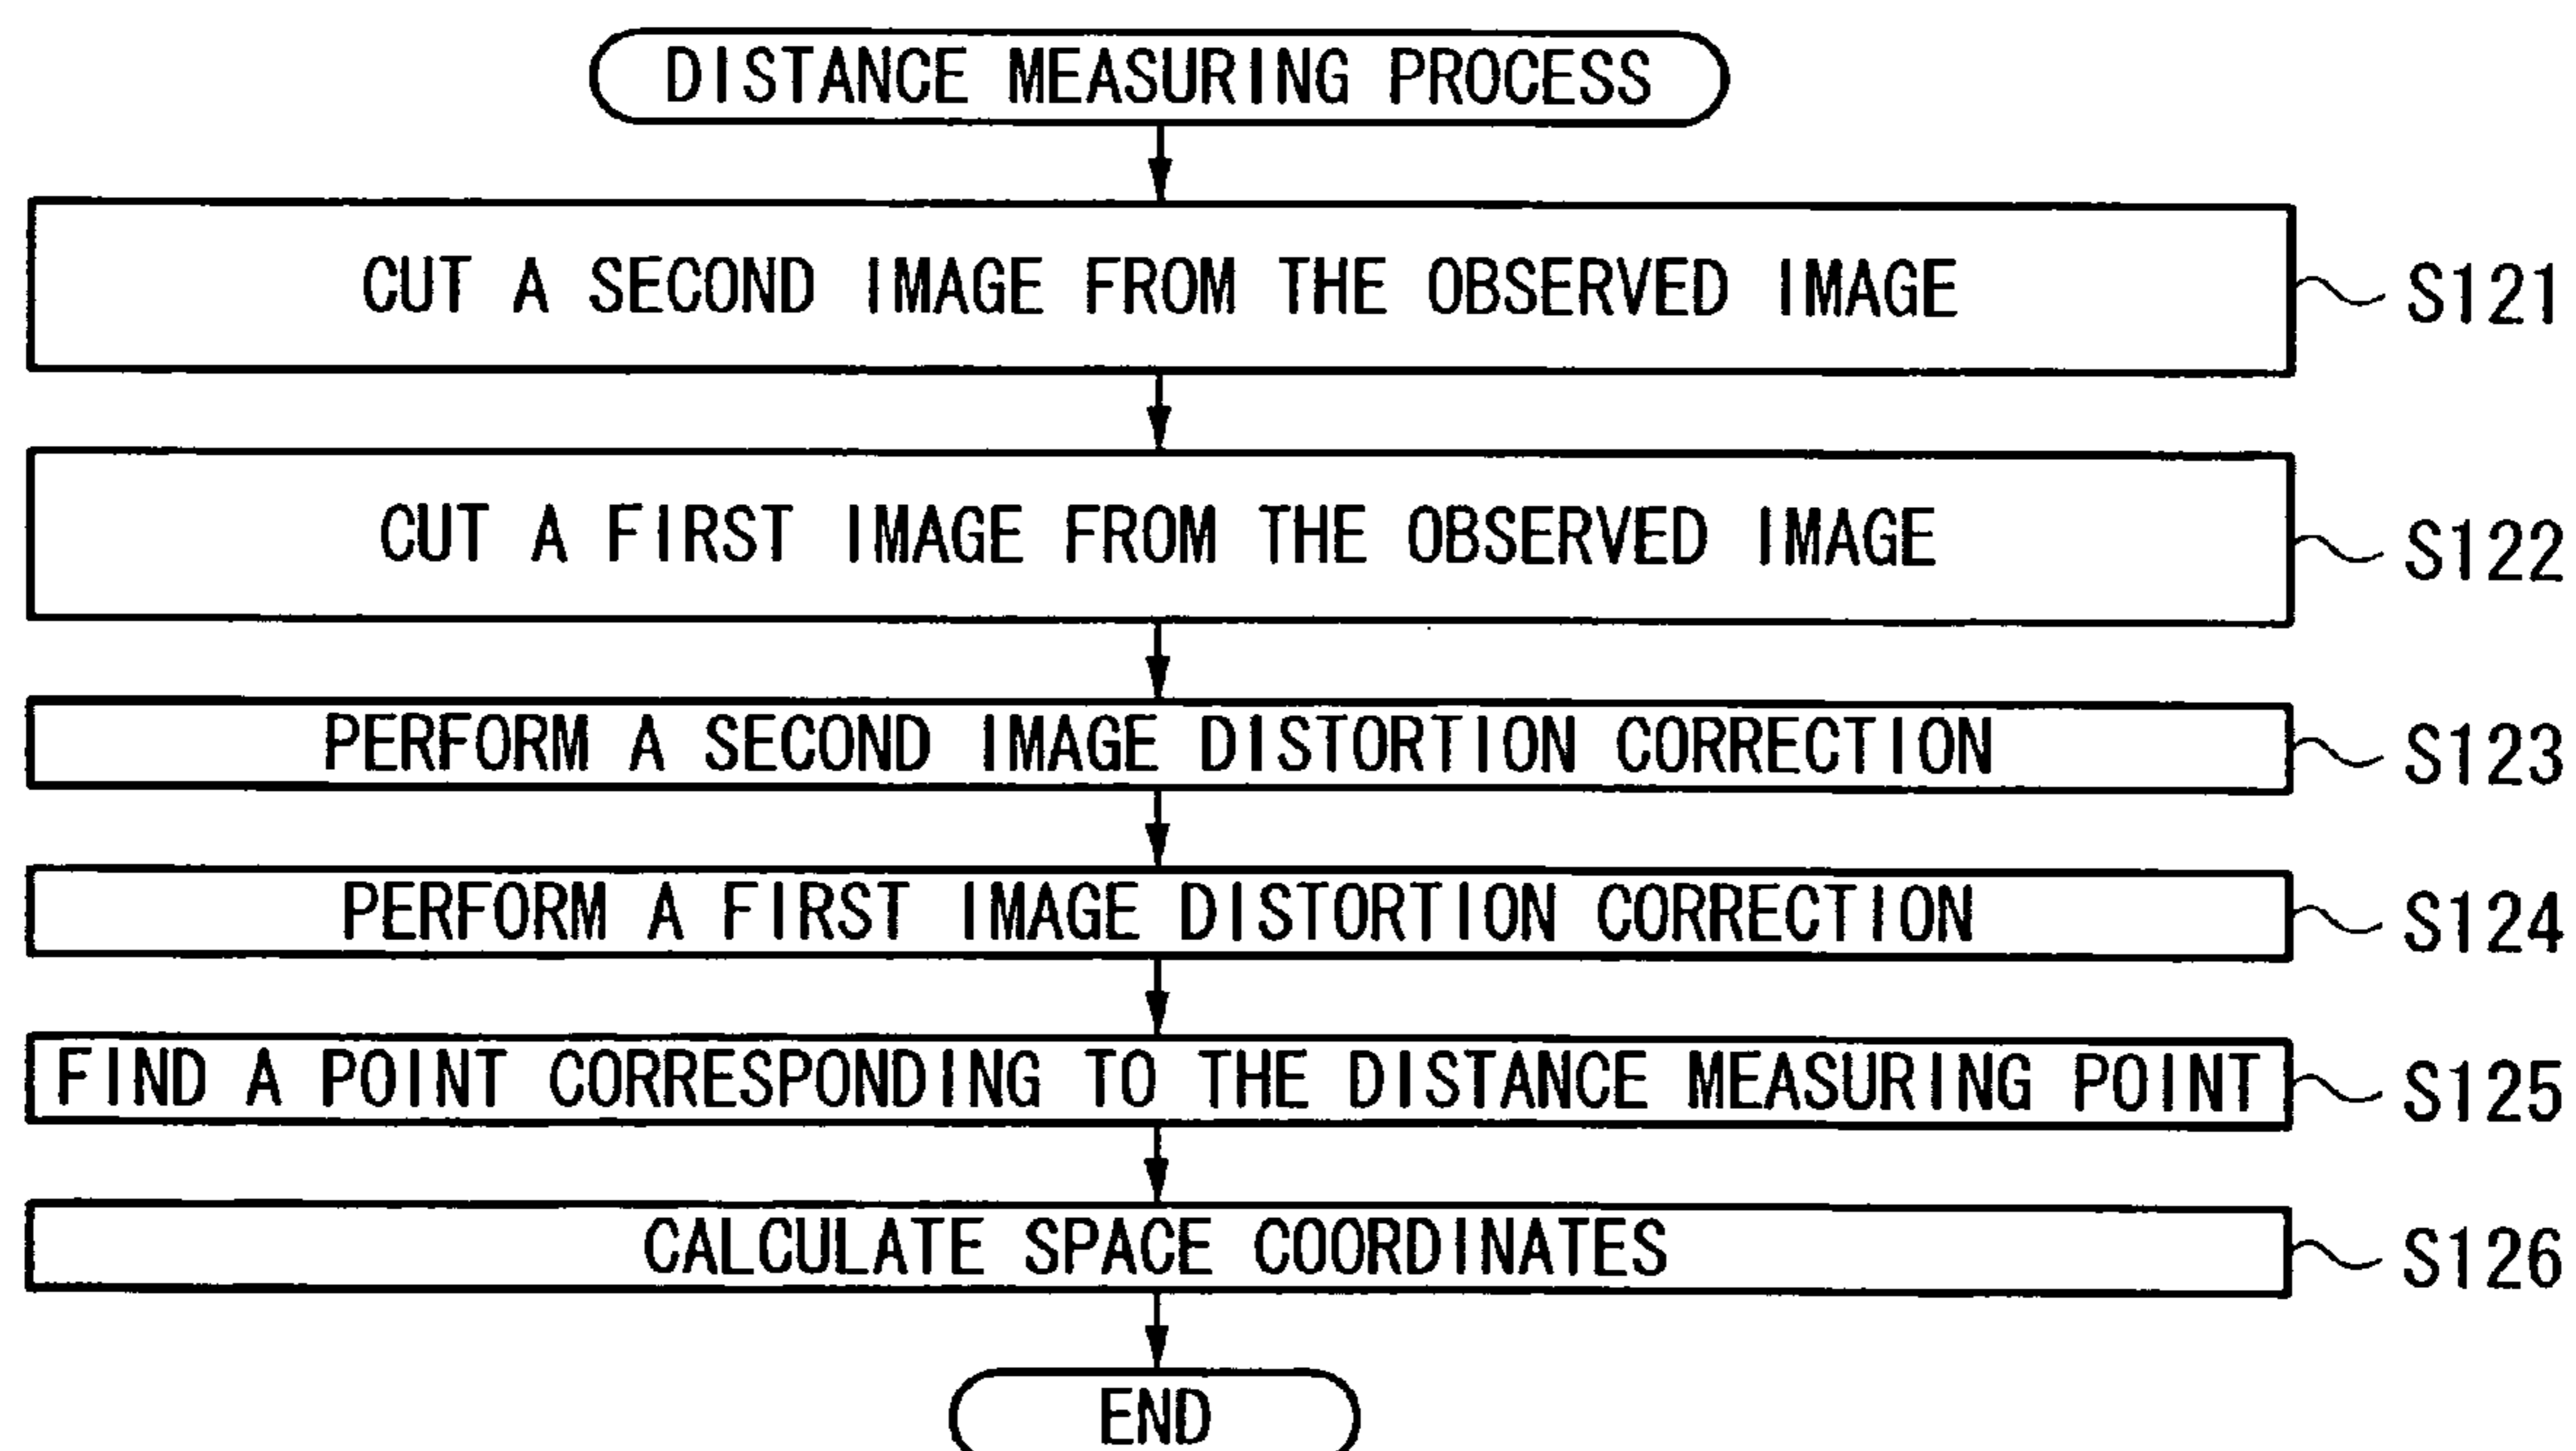 DISTANCE MEASURING PROCESS
CUT A SECOND IMAGE FROM THE OBSERVED IMAGE
S121
CUT A FIRST IMAGE FROM THE OBSERVED IMAGE
S122
PERFORM A SECOND IMAGE DISTORTION CORRECTION
S123
PERFORM A FIRST IMAGE DISTORTION CORRECTION
S124
FIND A POINT CORRESPONDING TO THE DISTANCE MEASURING POINT
S125
CALCULATE SPACE COORDINATES
S126
END